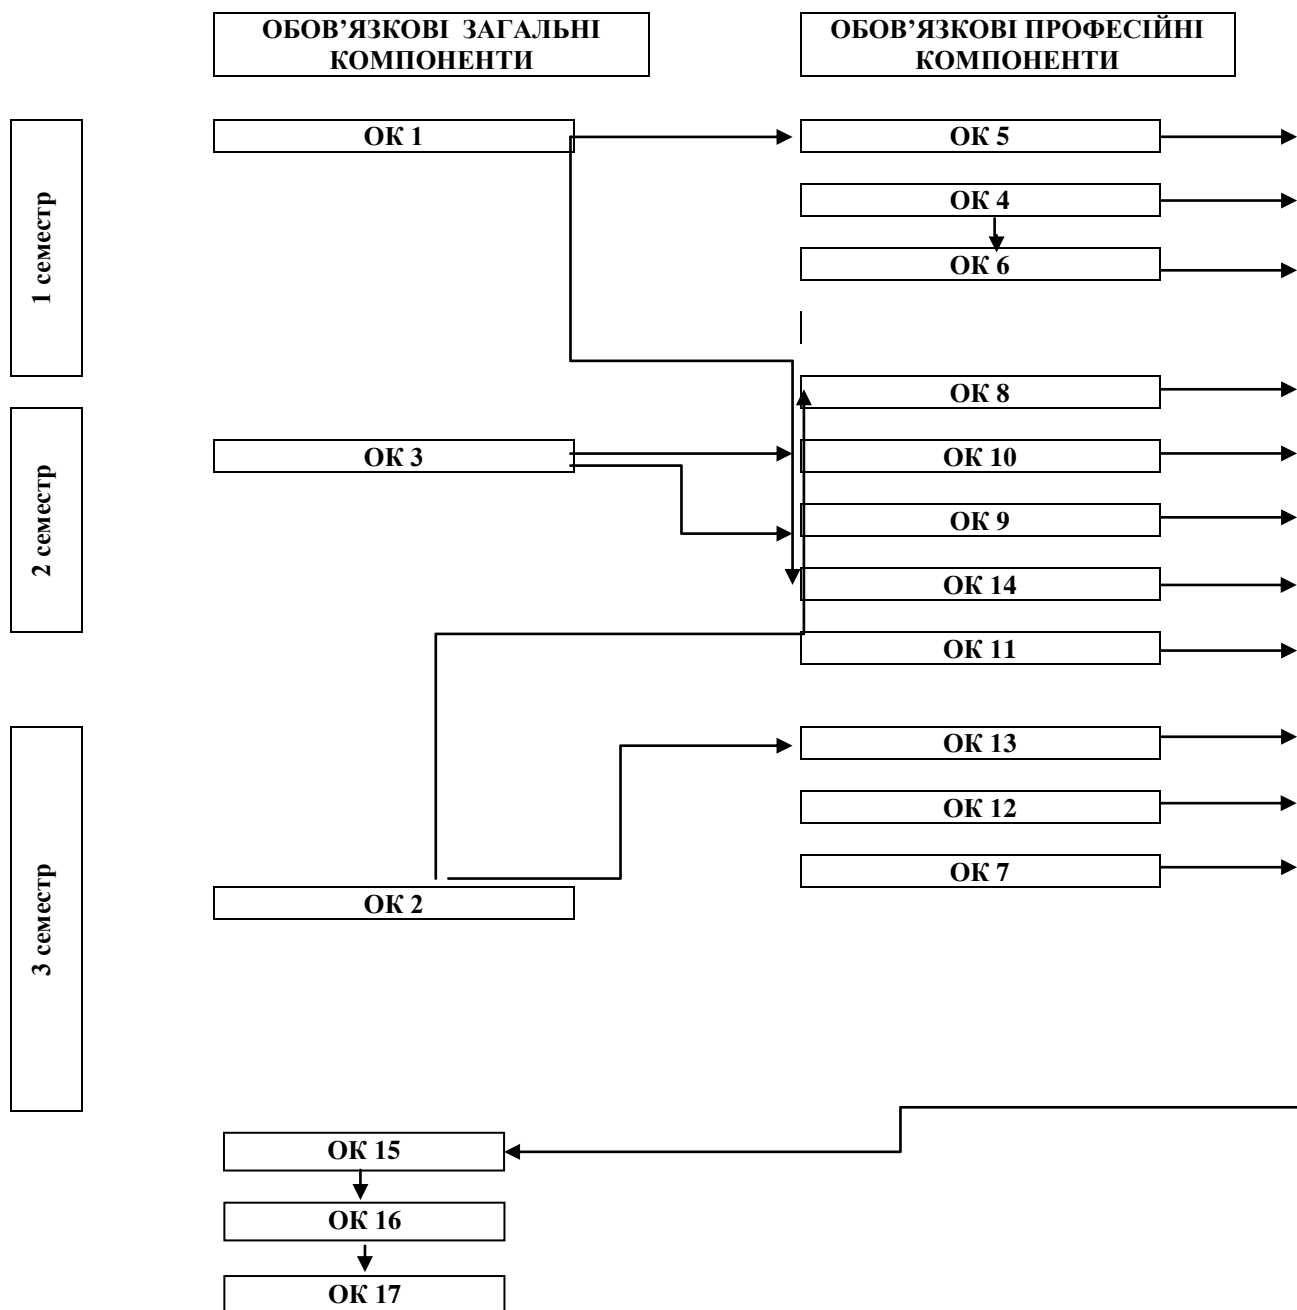 ОБОВ’ЯЗКОВІ ЗАГАЛЬНІ
КОМПОНЕНТИ
ОБОВ’ЯЗКОВІ ПРОФЕСІЙНІ
КОМПОНЕНТИ
1 семестр
ОК 1
ОК 5
ОК 4
ОК 6
ОК 8
2 семестр
ОК 3
ОК 10
ОК 9
ОК 14
ОК 11
3 семестр
ОК 13
ОК 12
ОК 7
ОК 2
ОК 15
ОК 16
ОК 17